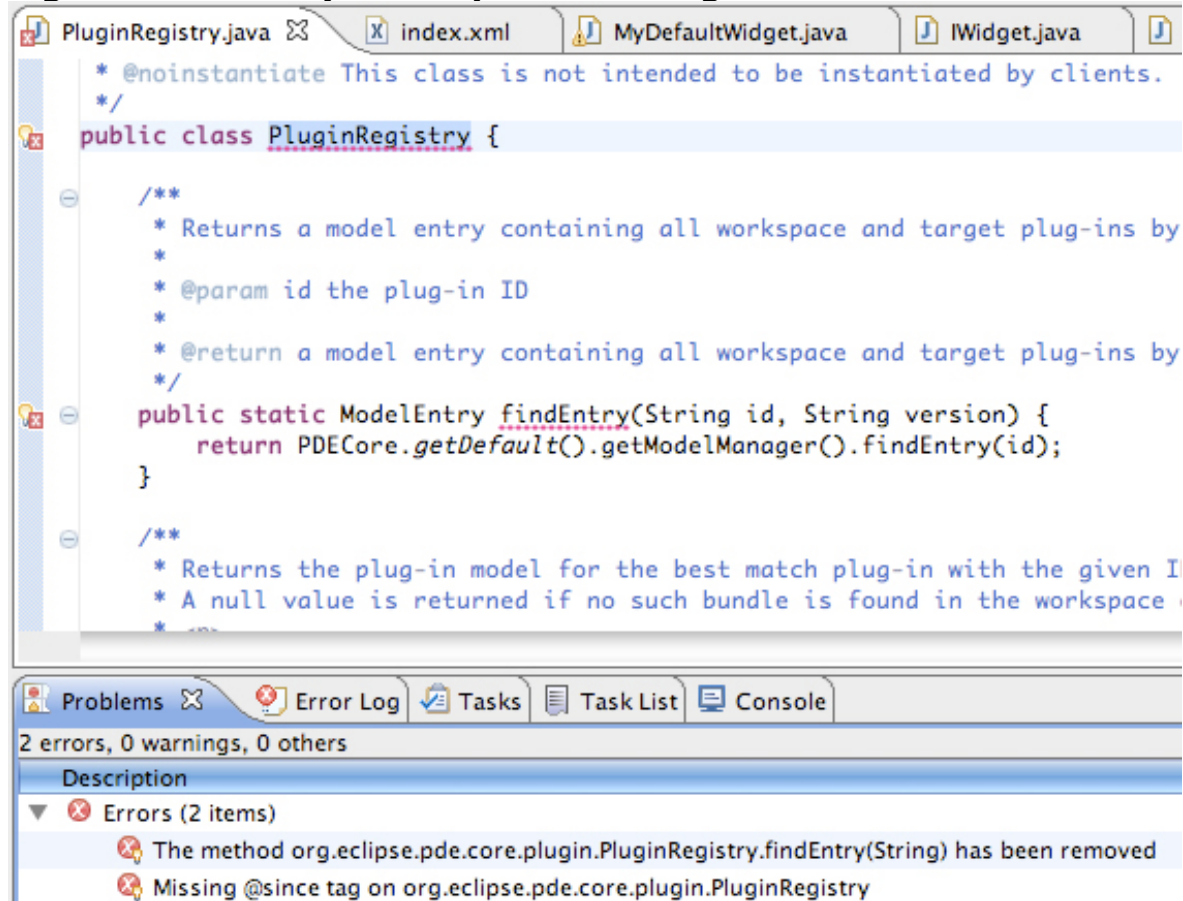 PluginRegistry.java index.xml MyDefaultWidget.java IWidget.java
* @noinstantiate This class is not intended to be instantiated by clients.
*/
public class PluginRegistry {
/**
* Returns a model entry containing all workspace and target plug-ins by
*
* @param id the plug-in ID
*
* @return a model entry containing all workspace and target plug-ins by
*/
public static ModelEntry findEntry(String id, String version) {
return PDECore.getDefault().getModelManager().findEntry(id);
}
/**
* Returns the plug-in model for the best match plug-in with the given
* A null value is returned if no such bundle is found in the workspace
*
Problems Error Log Tasks Task List Console
2 errors, 0 warnings, 0 others
Description
Errors (2 items)
The method org.eclipse.pde.core.plugin.PluginRegistry.findEntry(String) has been removed
Missing @since tag on org.eclipse.pde.core.plugin.PluginRegistry